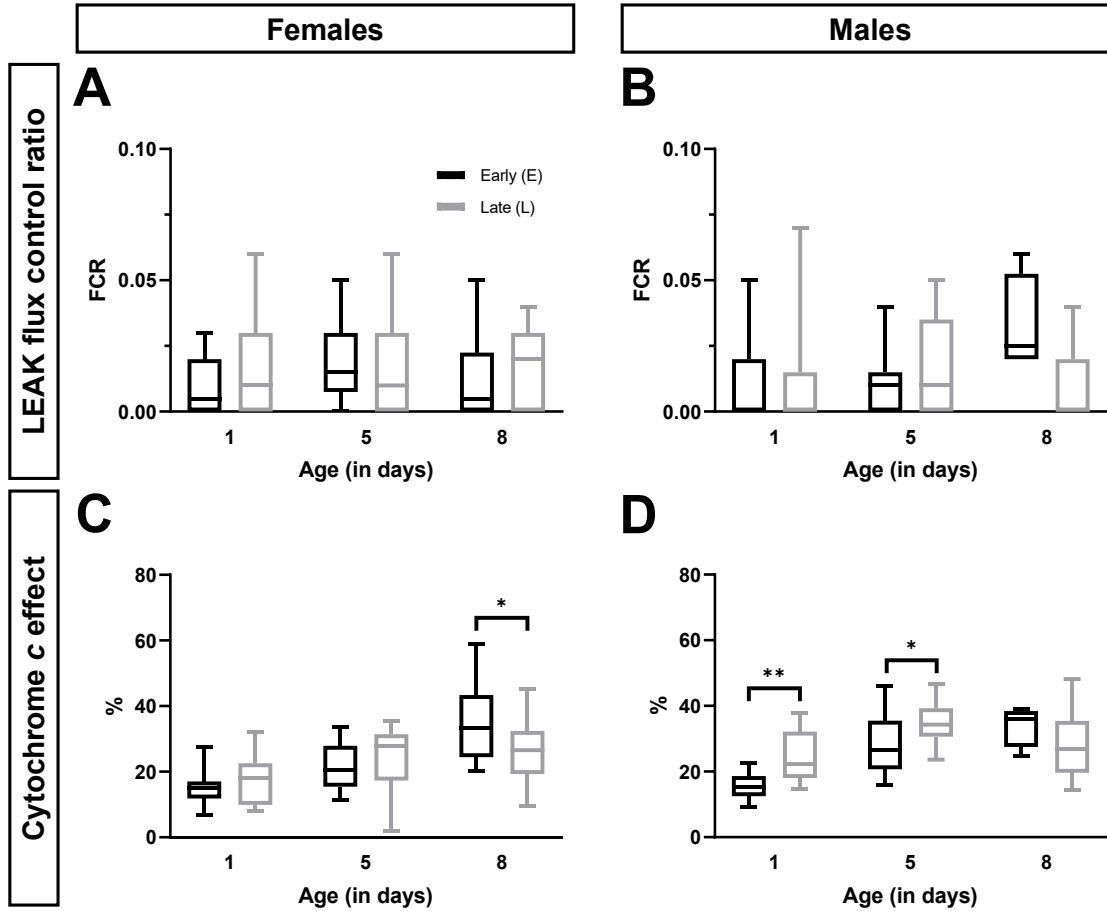 Females
Males
LEAK flux control ratio
A
B
0.10
0.05
0.00
FCR
Early (E)
Late (L)
1
5
8
Age (in days)
0.10
0.05
0.00
FCR
1
5
8
Age (in days)
Cytochrome c effect
C
D
80
60
40
20
0
%
*
1
5
8
Age (in days)
80
60
40
20
0
%
**
*
1
5
8
Age (in days)